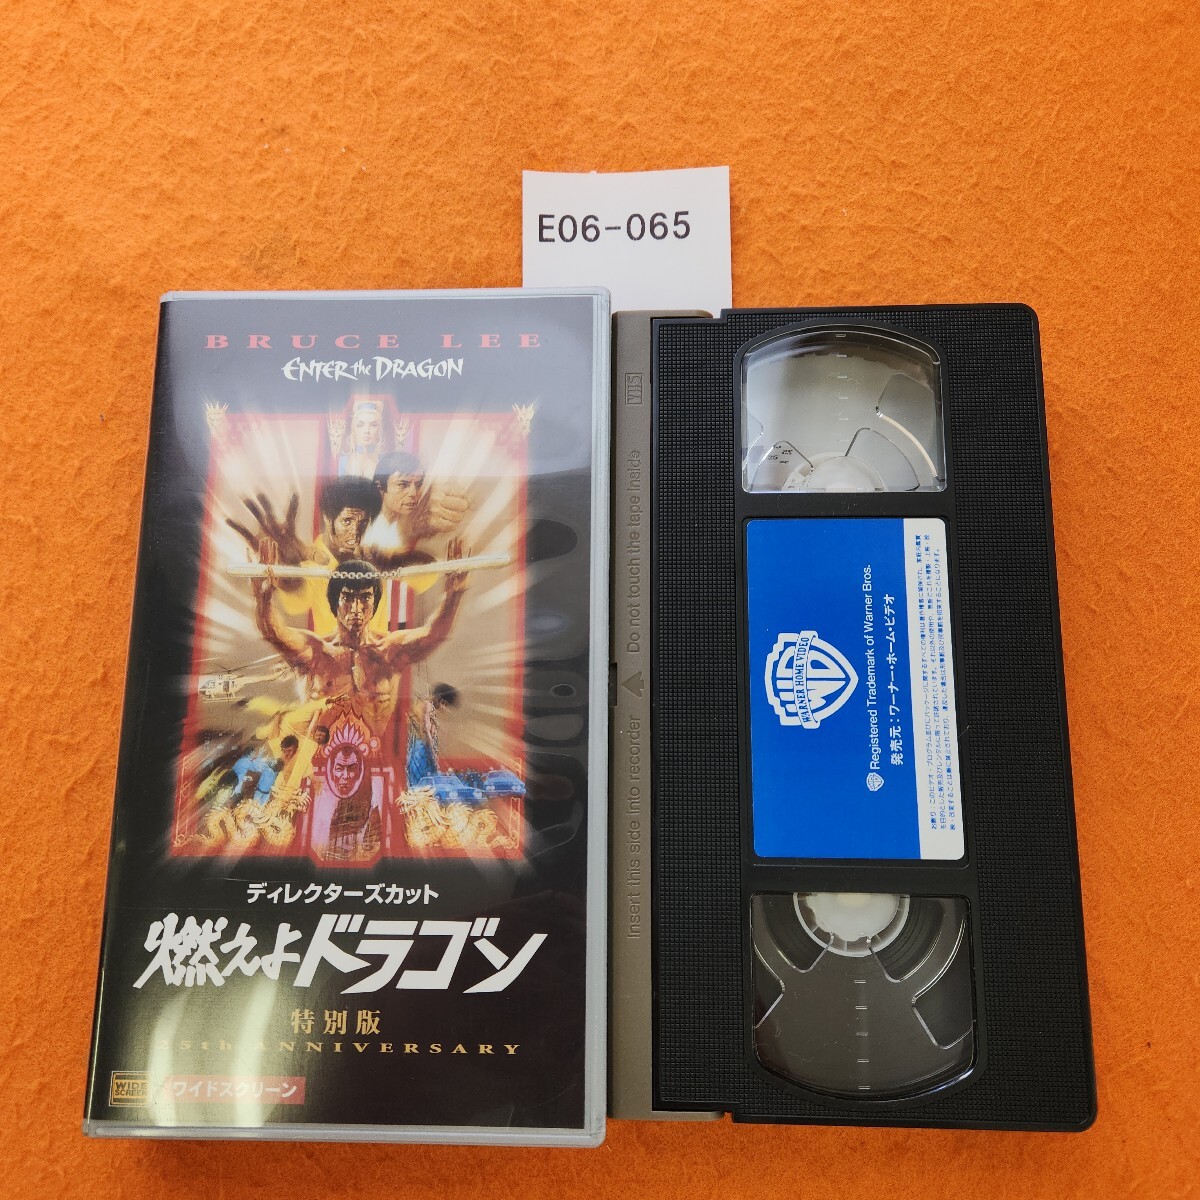 E06-065
BRUCE LEE
ENTER the DRAGON
ディレクターズカット
燃えよドラゴン
特別版
25th ANNIVERSARY
WIDE
SCREEN
ワイドスクリーン
VHS
Insert this side into recorder ▲ Do not touch the tape inside
WARNER HOME VIDEO
Registered Trademark of Warner Bros.
発売元：ワーナー・ホーム・ビデオ